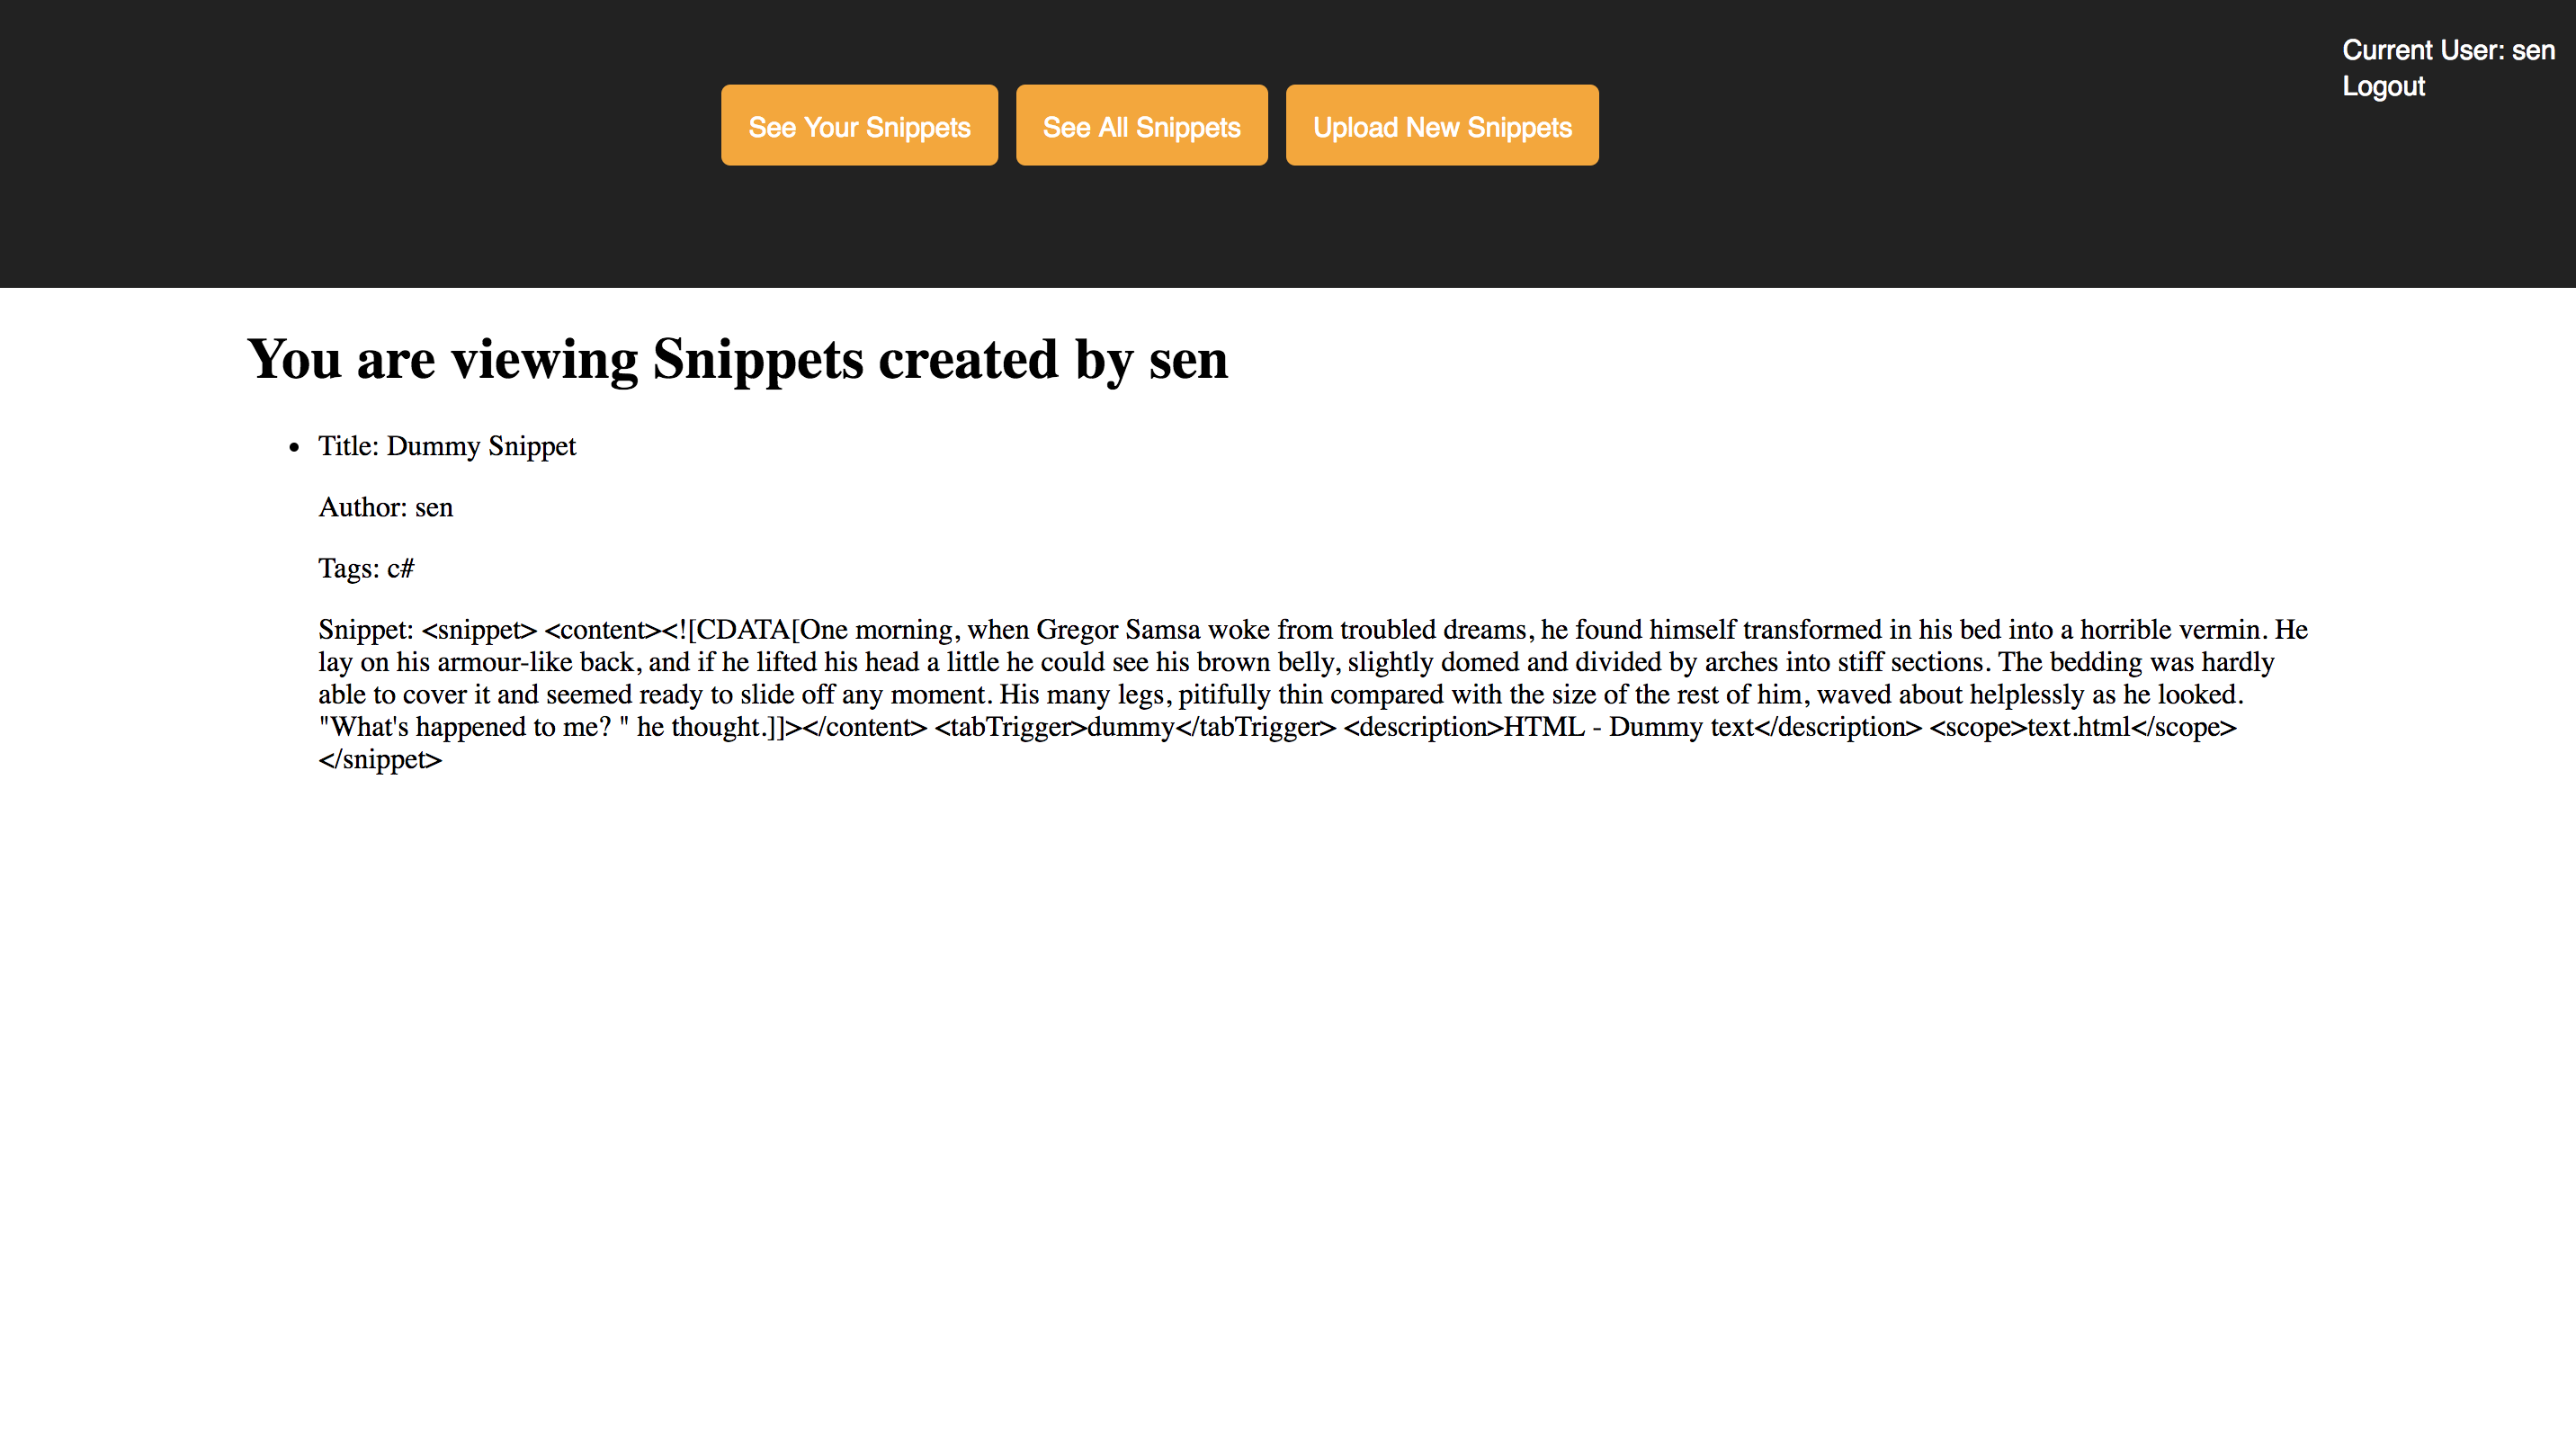 Current User: sen
Logout
See Your Snippets
See All Snippets
Upload New Snippets
You are viewing Snippets created by sen
Title: Dummy Snippet
Author: sen
Tags: c#
Snippet: <snippet> <content><![CDATA[One morning, when Gregor Samsa woke from troubled dreams, he found himself transformed in his bed into a horrible vermin. He
lay on his armour-like back, and if he lifted his head a little he could see his brown belly, slightly domed and divided by arches into stiff sections. The bedding was hardly
able to cover it and seemed ready to slide off any moment. His many legs, pitifully thin compared with the size of the rest of him, waved about helplessly as he looked.
"What's happened to me? " he thought.]]></content> <tabTrigger>dummy</tabTrigger> <description>HTML - Dummy text</description> <scope>text.html</scope>
</snippet>